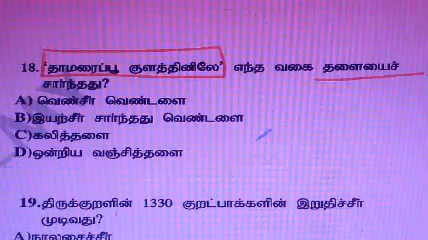 18. 'தாமரைப்பூ குளத்தினிலே' எந்த வகை தளையைச்
சார்ந்தது?
A) வெண்சீர் வெண்டளை
B)இயற்சீர் சார்ந்தது வெண்டளை
C)கலித்தளை
D)ஒன்றிய வஞ்சித்தளை
19.திருக்குறளின் 1330 குறட்பாக்களின் இறுதிச்சீர்
முடிவது?
A)நாலசைச்சீர்